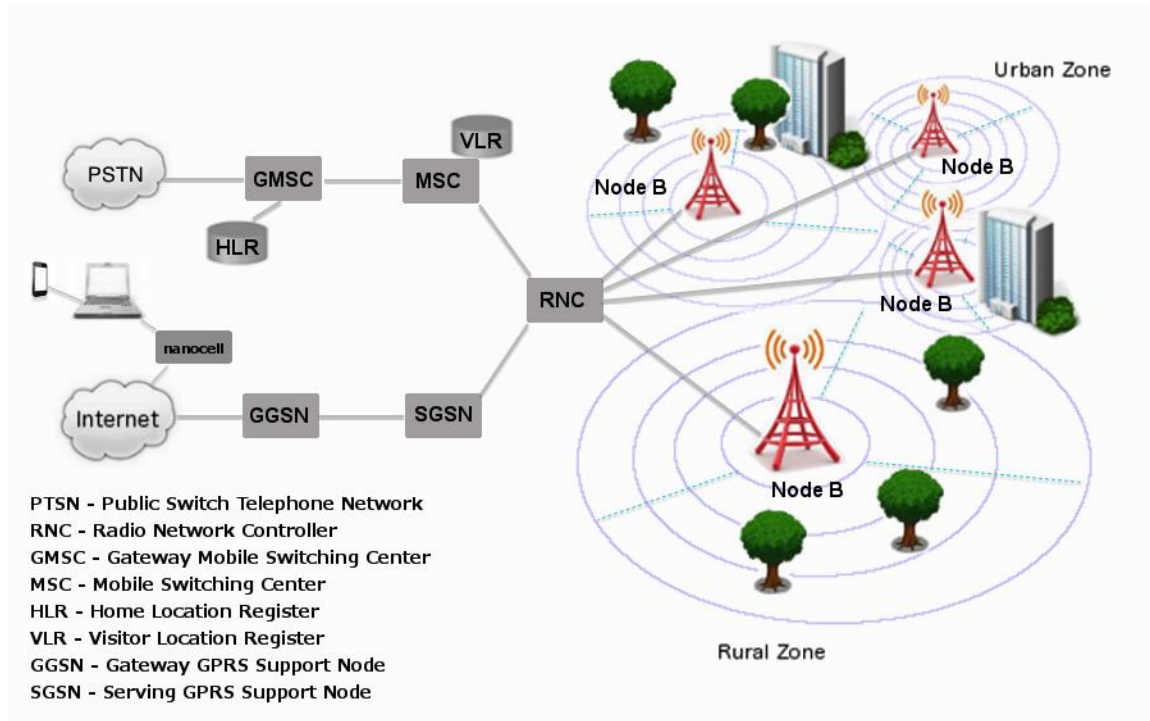 Urban Zone
VLR
PSTN
GMSC
MSC
Node B
Node B
HLR
RNC
Node B
nanocell
Internet
GGSN
SGSN
Node B
PTSN - Public Switch Telephone Network
RNC - Radio Network Controller
GMSC - Gateway Mobile Switching Center
MSC - Mobile Switching Center
HLR - Home Location Register
VLR - Visitor Location Register
GGSN - Gateway GPRS Support Node
SGSN - Serving GPRS Support Node
Rural Zone